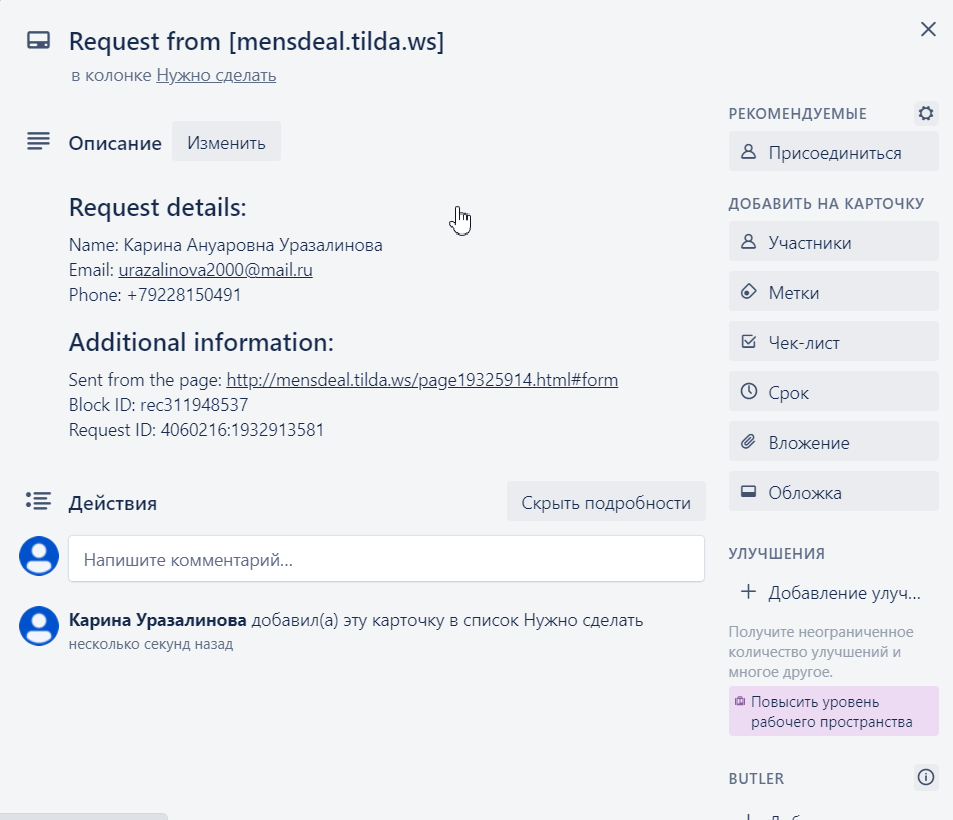 Request from [mensdeal.tilda.ws]
в колонке Нужно сделать
Описание
Изменить
Request details:
Name: Карина Ануаровна Уразалинова
Email: urazalinova2000@mail.ru
Phone: +79228150491
Additional information:
Sent from the page: http://mensdeal.tilda.ws/page19325914.html#form
Block ID: rec311948537
Request ID: 4060216:1932913581
Действия
Скрыть подробности
Напишите комментарий...
Карина Уразалинова добавил(а) эту карточку в список Нужно сделать
несколько секунд назад
РЕКОМЕНДУЕМЫЕ
Присоединиться
ДОБАВИТЬ НА КАРТОЧКУ
Участники
Метки
Чек-лист
Срок
Вложение
Обложка
УЛУЧШЕНИЯ
Добавление улуч...
Получите неограниченное
количество улучшений и
многое другое.
Повысить уровень
рабочего пространства
BUTLER